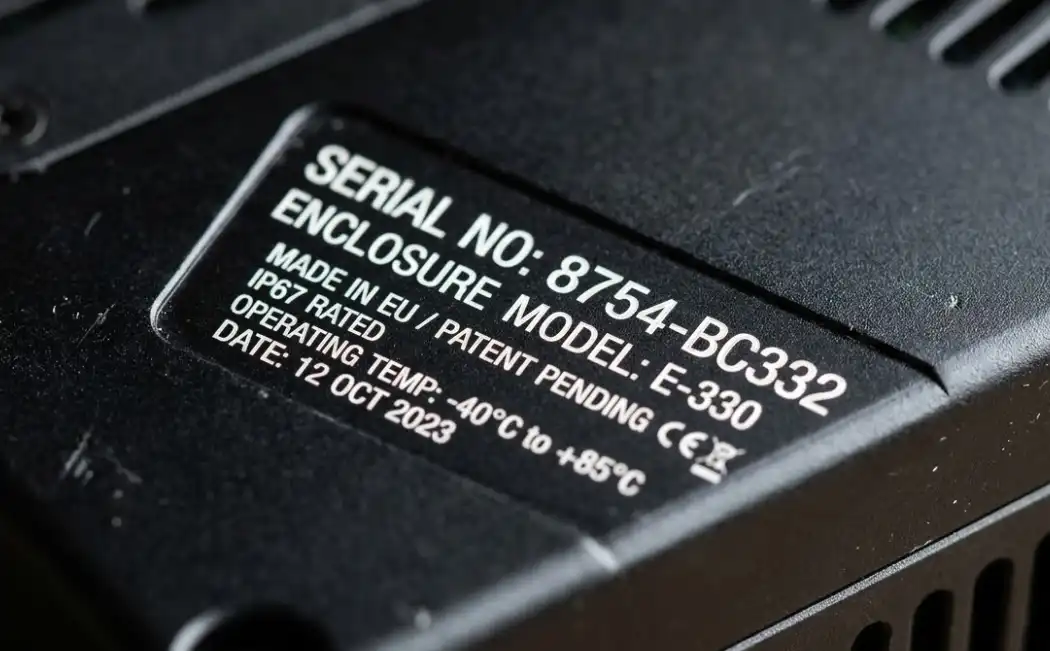 SERIAL NO: 8754-BC332
ENCLOSURE MODEL: E-330
MADE IN EU / PATENT PENDING CE
IP67 RATED
OPERATING TEMP: -40°C to +85°C
DATE: 12 OCT 2023